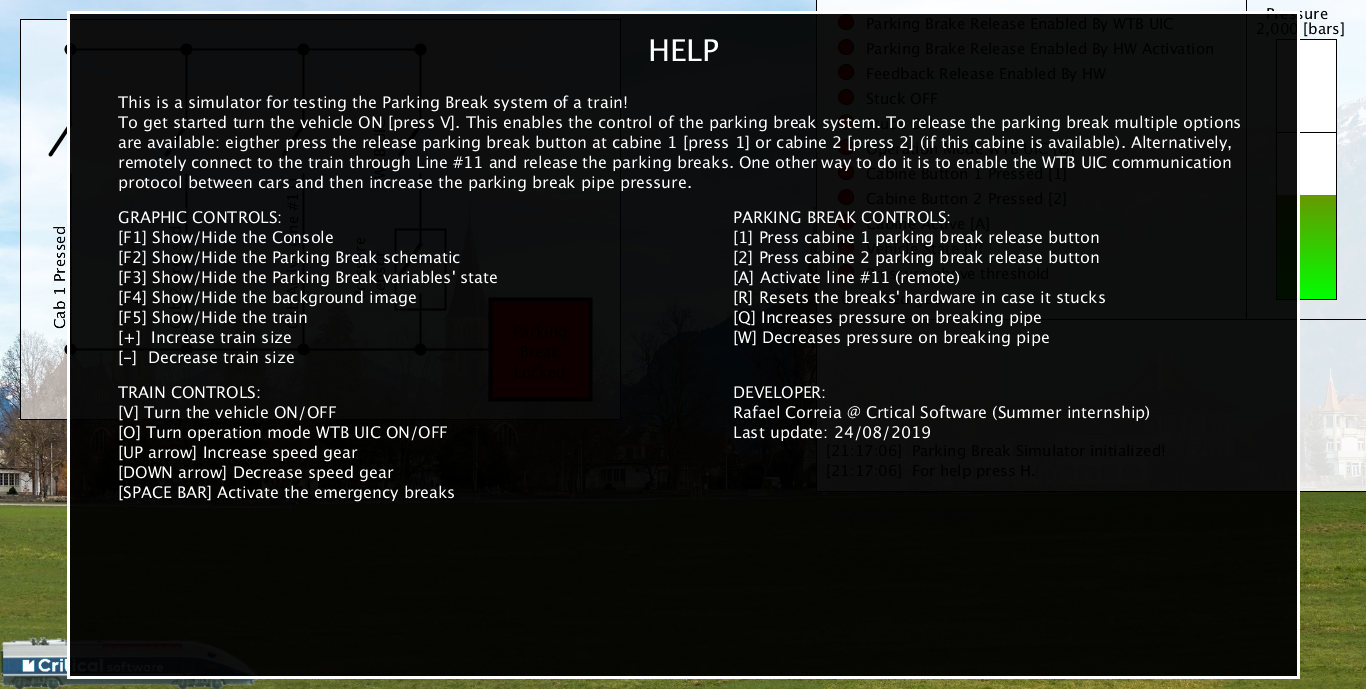 HELP
This is a simulator for testing the Parking Break system of a train!
To get started turn the vehicle ON [press V]. This enables the control of the parking break system. To release the parking break multiple options
are available: eigther press the release parking break button at cabine 1 [press 1] or cabine 2 [press 2] (if this cabine is available). Alternatively,
remotely connect to the train through Line #11 and release the parking breaks. One other way to do it is to enable the WTB UIC communication
protocol between cars and then increase the parking break pipe pressure.
GRAPHIC CONTROLS:
[F1] Show/Hide the Console
[F2] Show/Hide the Parking Break schematic
[F3] Show/Hide the Parking Break variables' state
[F4] Show/Hide the background image
[F5] Show/Hide the train
[+] Increase train size
[-] Decrease train size
PARKING BREAK CONTROLS:
[1] Press cabine 1 parking break release button
[2] Press cabine 2 parking break release button
[A] Activate line #11 (remote)
[R] Resets the breaks' hardware in case it stucks
[Q] Increases pressure on breaking pipe
[W] Decreases pressure on breaking pipe
TRAIN CONTROLS:
[V] Turn the vehicle ON/OFF
[O] Turn operation mode WTB UIC ON/OFF
[UP arrow] Increase speed gear
[DOWN arrow] Decrease speed gear
[SPACE BAR] Activate the emergency breaks
DEVELOPER:
Rafael Correia @ Crtical Software (Summer internship)
Last update: 24/08/2019
Parking Brake Release Enabled By WTB UIC
Parking Brake Release Enabled By HW Activation
Feedback Release Enabled By HW
Stuck OFF
Cabine Button 1 Pressed [1]
Cabine Button 2 Pressed [2]
Cabine Active [A]
threshold
Pressure
2,000 [bars]
Cab 1 Pressed
[21:17:06] Parking Break Simulator Initialized!
[21:17:06] For help press H.
Critical software